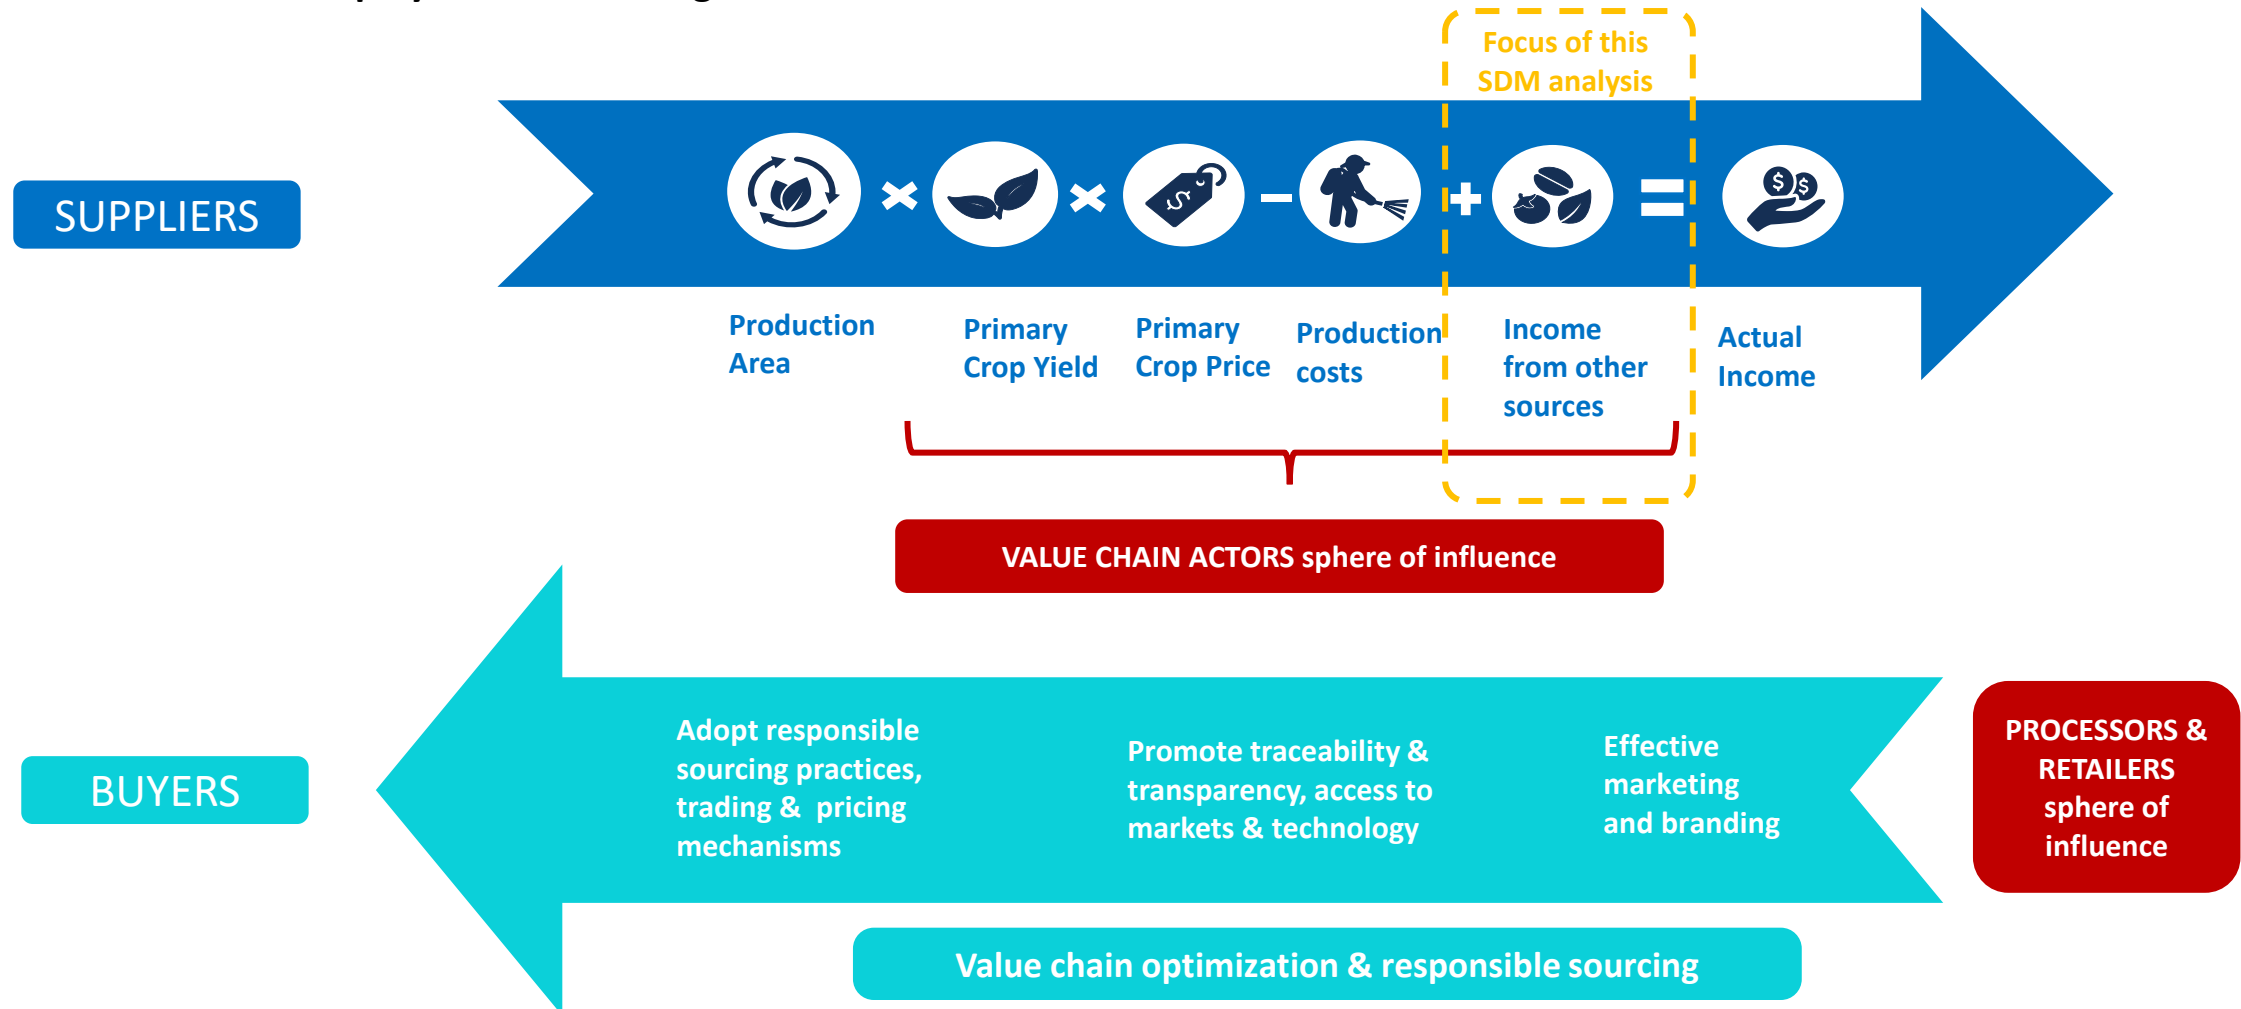 Focus of this
SDM analysis
SUPPLIERS
Production
Area
Primary
Crop Yield
Primary
Crop Price
Production
costs
Income
from other
sources
Actual
Income
VALUE CHAIN ACTORS sphere of influence
BUYERS
Adopt responsible
sourcing practices,
trading & pricing
mechanisms
Promote traceability &
transparency, access to
markets & technology
Effective
marketing
and branding
PROCESSORS &
RETAILERS
sphere of
influence
Value chain optimization & responsible sourcing